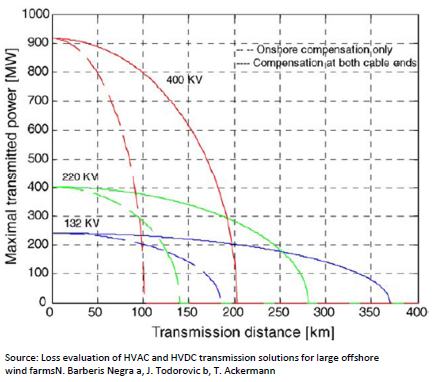 1000
900
800
700
600
500
400
300
200
100
0
Maximal transmitted power [MW]
Onshore compensation only
Compensation at both cable ends
400 KV
220 KV
132 KV
0 50 100 150 200 250 300 350 400
Transmission distance [km]
Source: Loss evaluation of HVAC and HVDC transmission solutions for large offshore
wind farmsN. Barberis Negra a, J. Todorovic b, T. Ackermann